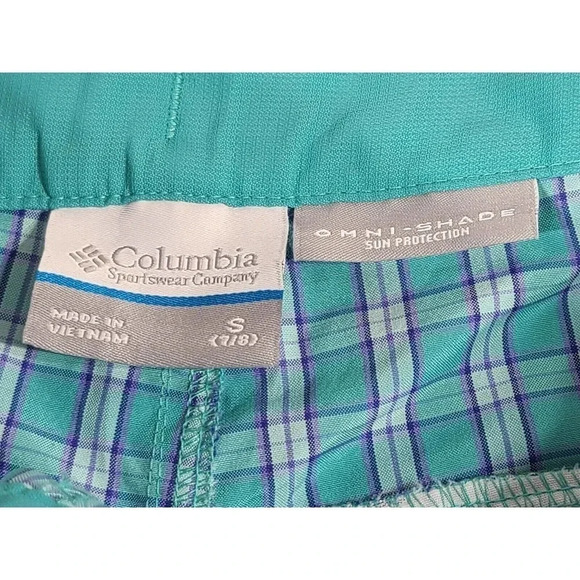 Columbia
Sportswear Company
MADE IN
VIETNAM
S
(7/8)
OMNI-SHADE
SUN PROTECTION